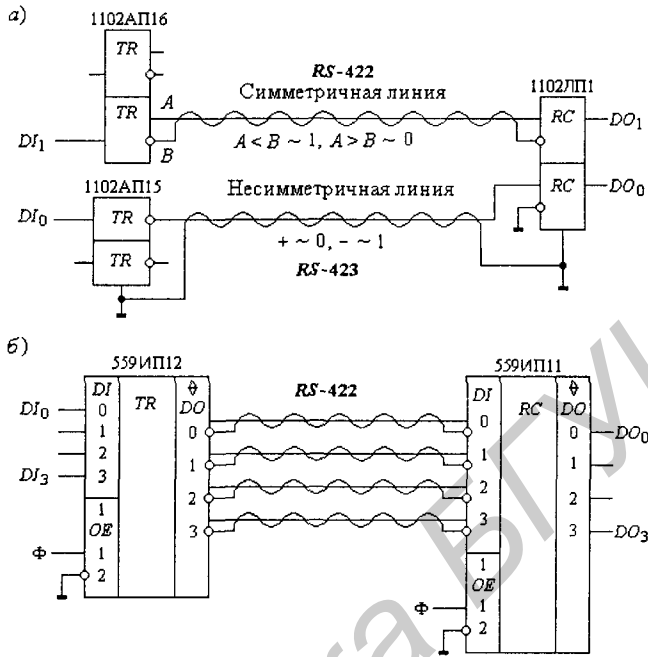 а)
1102АП16
TR
TR
DI1
A
B
RS-422
Симметричная линия
A < B ~ 1, A > B ~ 0
1102ЛП1
RC
DO1
RC
DO0
1102АП15
DI0
TR
TR
Несимметричная линия
+ ~ 0, − ~ 1
RS-423
б)
559ИП12
DI0
DI3
Ф
DI
0
1
2
3
1
OE
1
2
TR
DO
0
1
2
3
RS-422
559ИП11
DI
0
1
2
3
1
OE
1
2
Ф
RC
DO
0
1
2
3
DO0
DO3
БГУИ